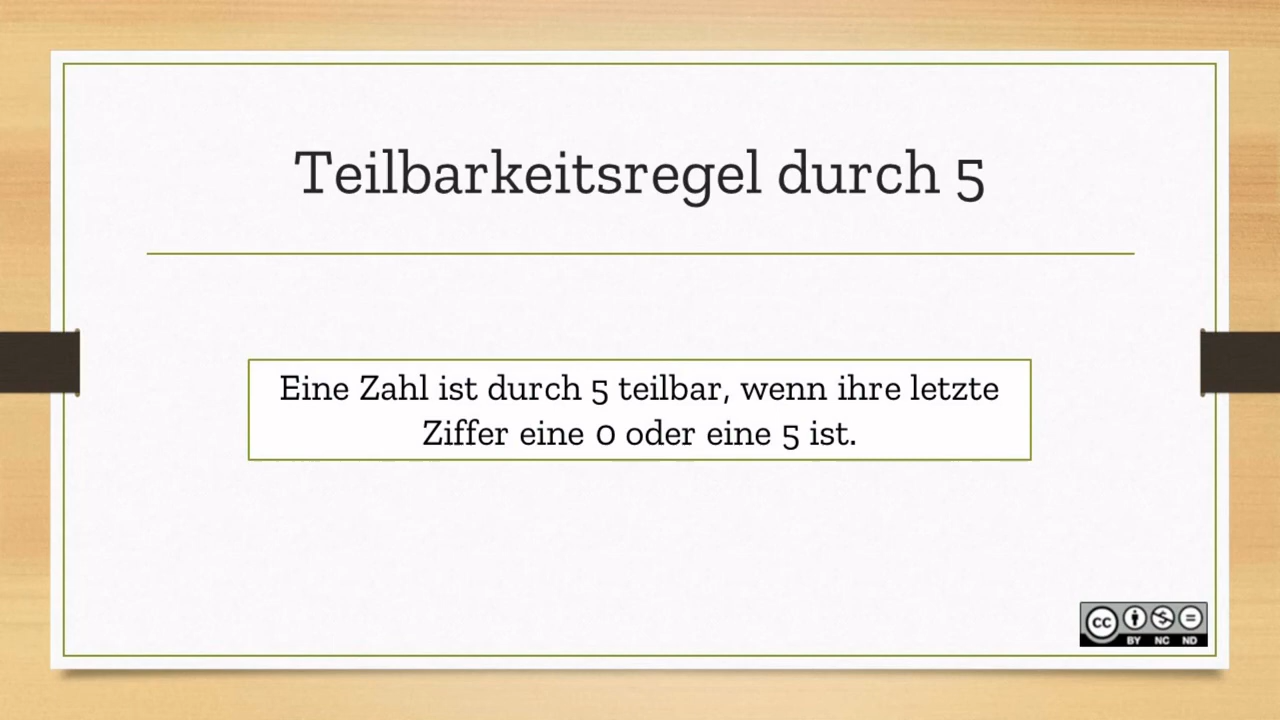 Teilbarkeitsregel durch 5
Eine Zahl ist durch 5 teilbar, wenn ihre letzte
Ziffer eine 0 oder eine 5 ist.
cc
BY NC ND